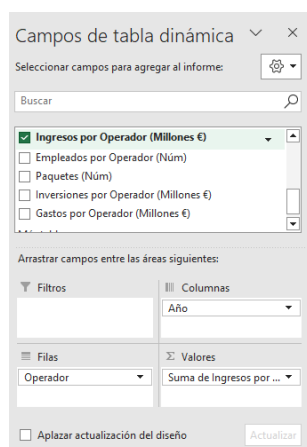 Campos de tabla dinámica
Seleccionar campos para agregar al informe:
Buscar
Ingresos por Operador (Millones €)
Empleados por Operador (Núm)
Paquetes (Núm)
Inversiones por Operador (Millones €)
Gastos por Operador (Millones €)
Arrastrar campos entre las áreas siguientes:
Filtros
Columnas
Año
Filas
Σ Valores
Operador
Suma de Ingresos por ...
Aplazar actualización del diseño
Actualizar